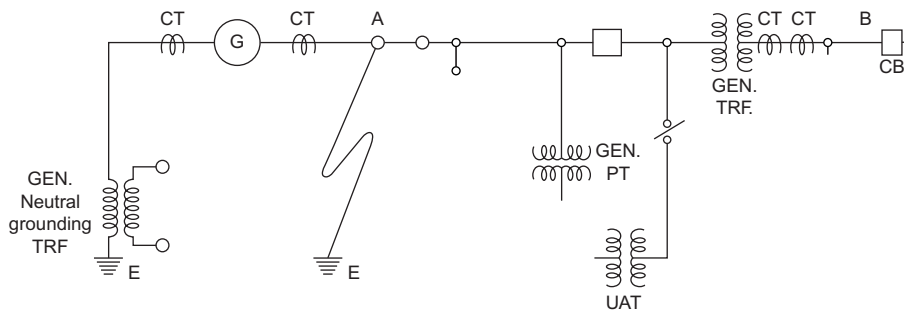 CT
G
CT
A
CT CT
B
CB
GEN.
TRF.
GEN.
PT
GEN.
Neutral
grounding
TRF
E
E
UAT